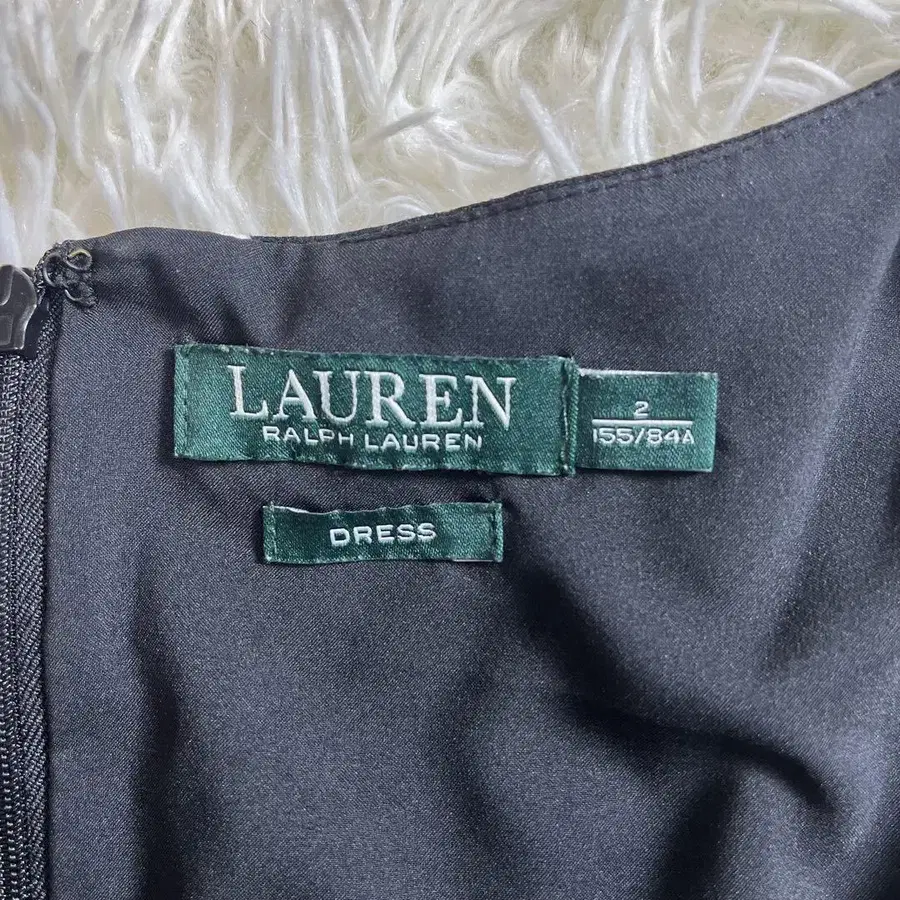 LAUREN
RALPH LAUREN
2
155/84A
DRESS